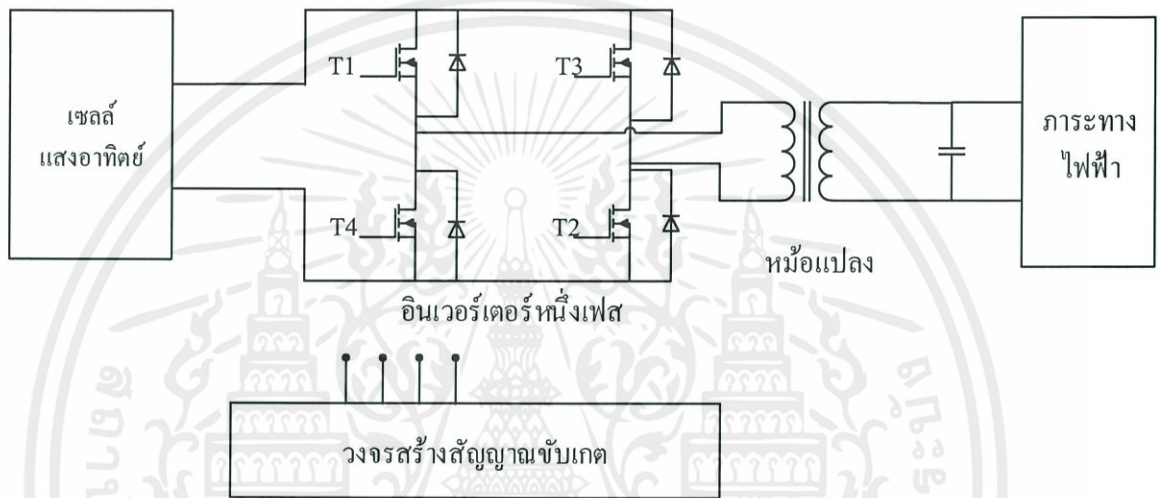 เซลล์
แสงอาทิตย์
T1
T3
T4
T2
หม้อแปลง
ภาระทาง
ไฟฟ้า
อินเวอร์เตอร์หนึ่งเฟส
วงจรสร้างสัญญาณขับเกต